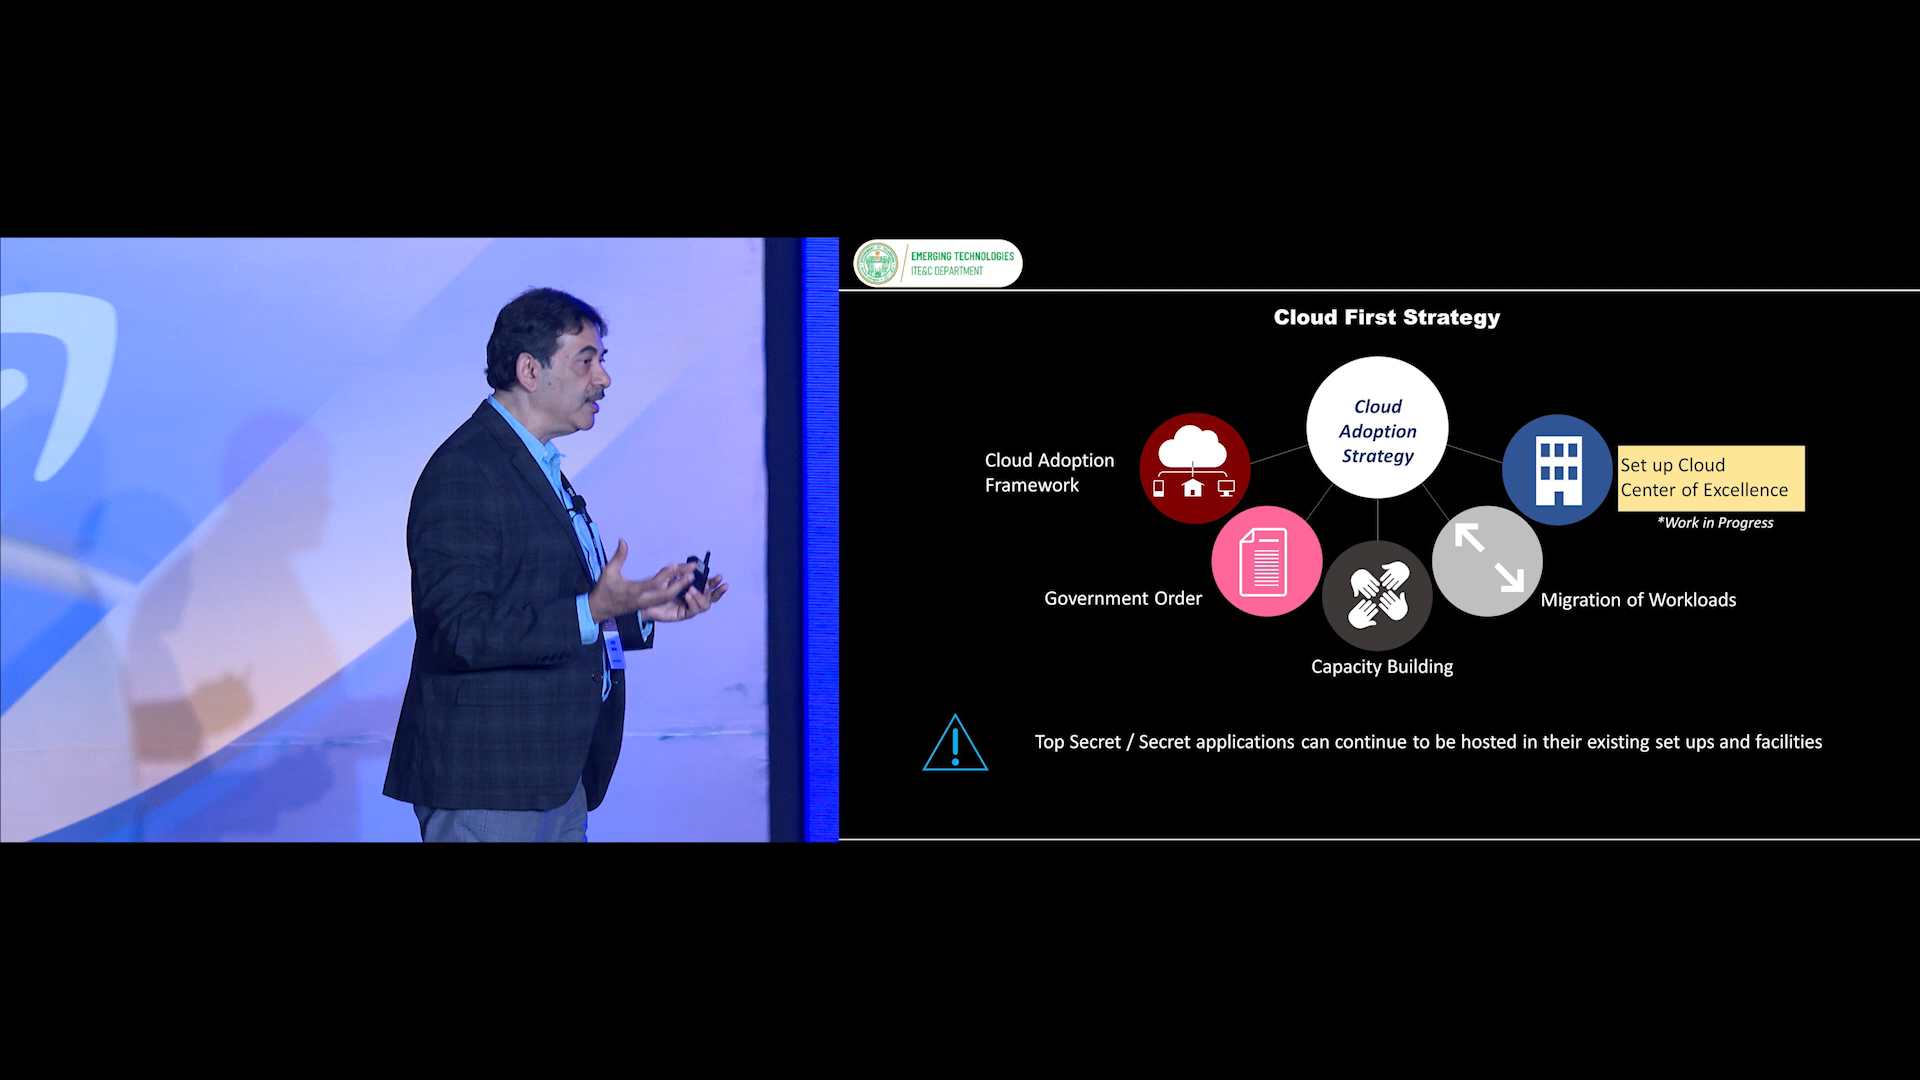 EMERGING TECHNOLOGIES
ITE&C DEPARTMENT
Cloud First Strategy
Cloud
Adoption
Strategy
Cloud Adoption
Framework
Government Order
Capacity Building
Migration of Workloads
Set up Cloud
Center of Excellence
*Work in Progress
Top Secret / Secret applications can continue to be hosted in their existing set ups and facilities